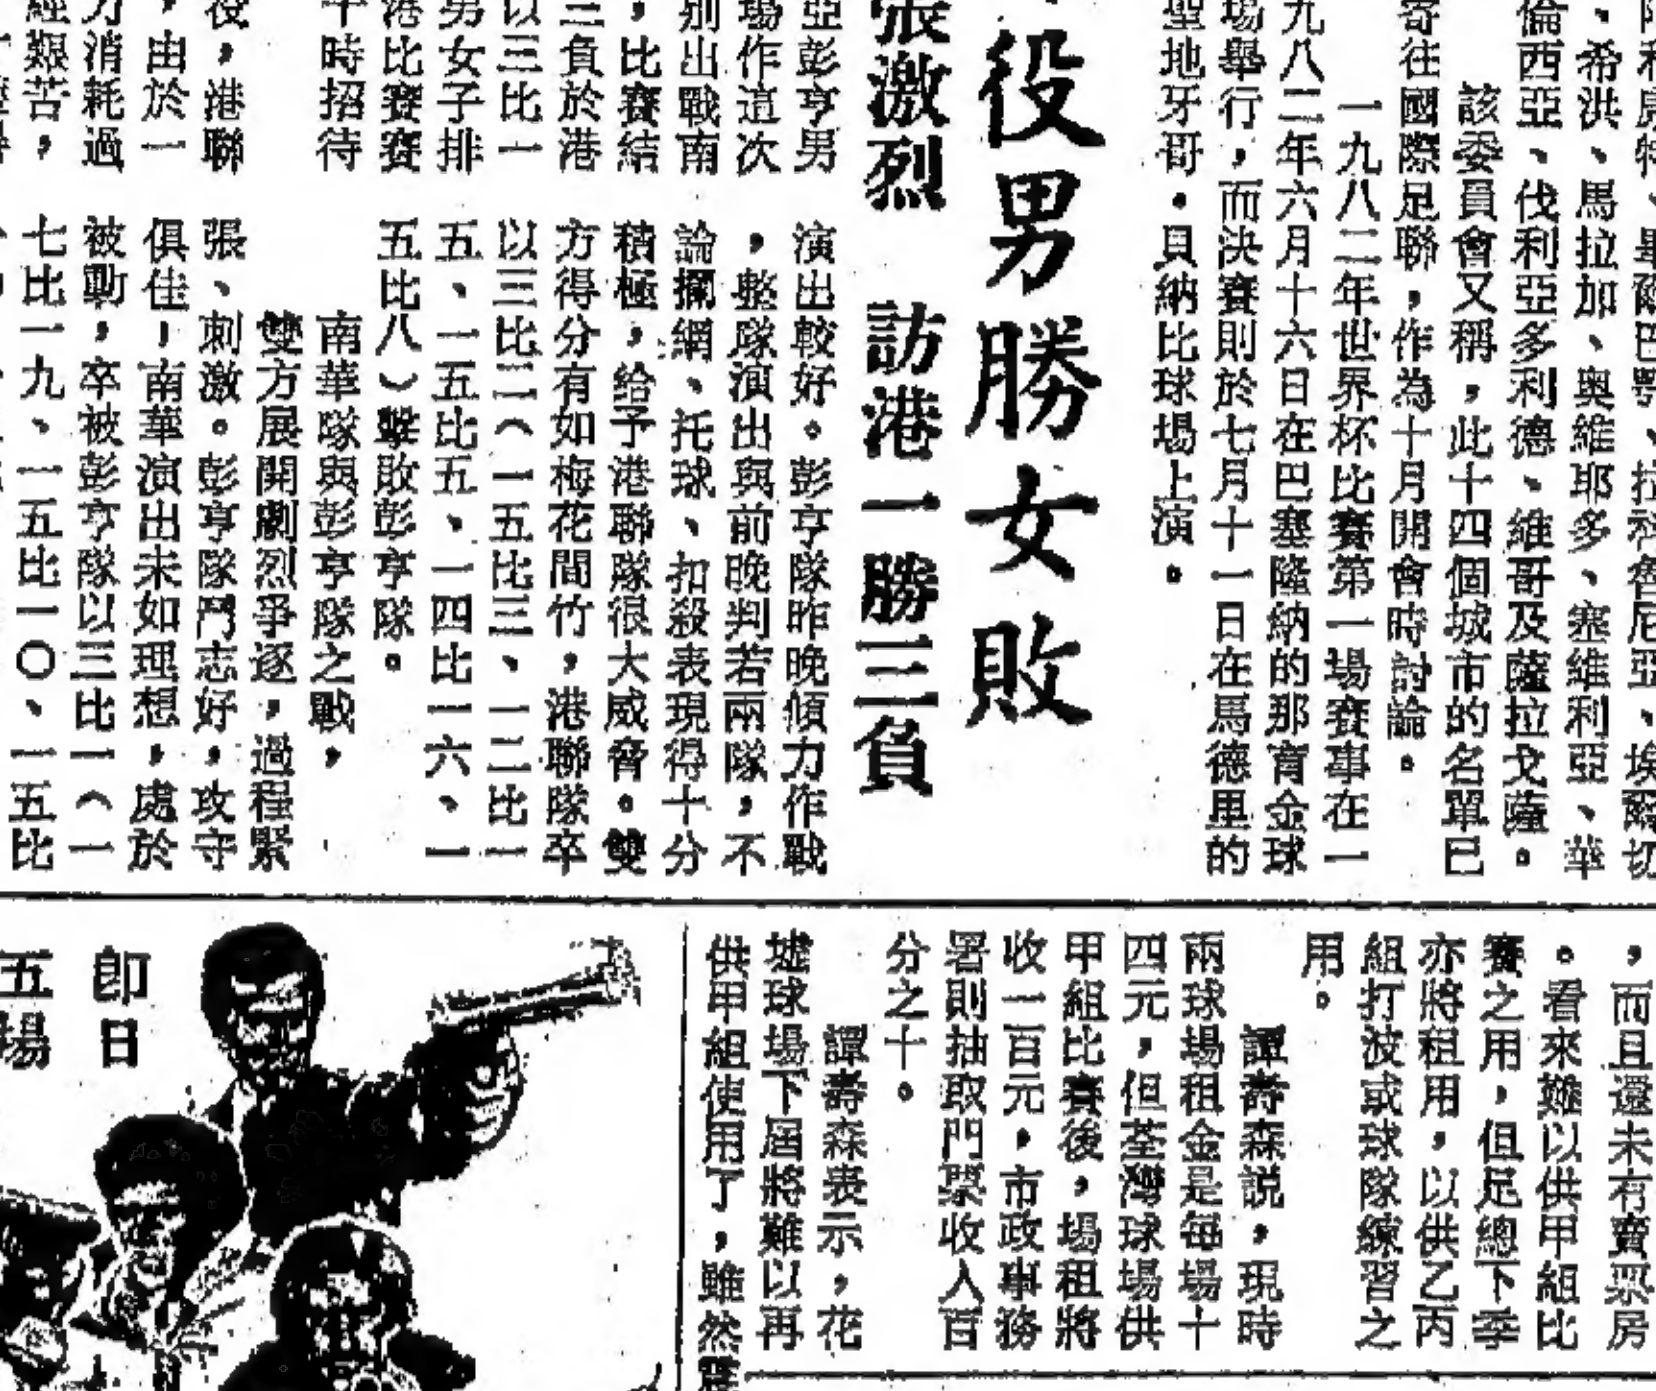 、希洪、馬拉加、奧維耶多、塞維利亞、華
倫西亞、伐利亞多利德、維哥及薩拉戈薩。
該委員會又稱，此十四個城市的名單已
寄往國際足聯，作為十月開會時討論。
一九八二年世界杯比賽第一場賽事在一
九八二年六月十六日在巴塞隆納的那育金球
場舉行，而決賽則於七月十一日在馬德里的
聖地牙哥・貝納比球場上演。
役男勝女敗
張激烈 訪港一勝三負
亞彭亨男
場作這次
別出戰南
，比賽結
三負於港
以三比一
男女子排
港比賽賽
午時招待
役，港聯
，由於一
力消耗過
艱苦，
演出較好。彭亨隊昨晚傾力作戰
，整隊演出與前晚判若兩隊，不
論攔網、托球、扣殺表現得十分
積極，給予港聯隊很大威脅。雙
方得分有如梅花間竹，港聯隊卒
以三比二（一五比三、一二比一
五、一五比五、一四比一六、一
五比八）擊敗彭亨隊。
南華隊與彭亨隊之戰，
雙方展開劇烈爭逐，過程緊
張、刺激。彭亨隊鬥志好，攻守
俱佳，南華演出未如理想，處於
被動，卒被彭亨隊以三比一（一
七比一九、一五比一〇、一五比
，而且還未有賣票房
。看來難以供甲組比
賽之用，但足總下季
亦將租用，以供乙丙
組打波或球隊練習之
用。
譚壽森說，現時
兩球場租金是每場十
四元，但荃灣球場供
甲組比賽後，場租將
收一百元，市政事務
署則抽取門票收入百
分之十。
譚壽森表示，花
墟球場下屆將難以再
供甲組使用了，雖然
即日
五場